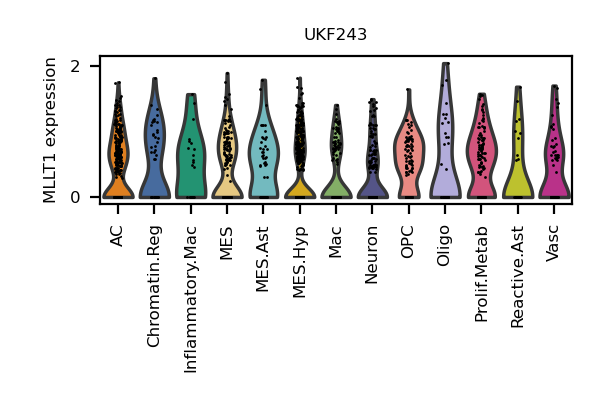 UKF243
MLLT1 expression
2
0
AC
Chromatin.Reg
Inflammatory.Mac
MES
MES.Ast
MES.Hyp
Mac
Neuron
OPC
Oligo
Prolif.Metab
Reactive.Ast
Vasc